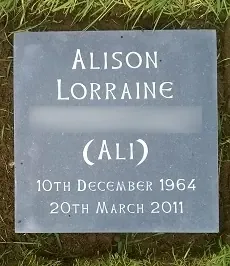 Alison
Lorraine
(Ali)
10th December 1964
20th March 2011